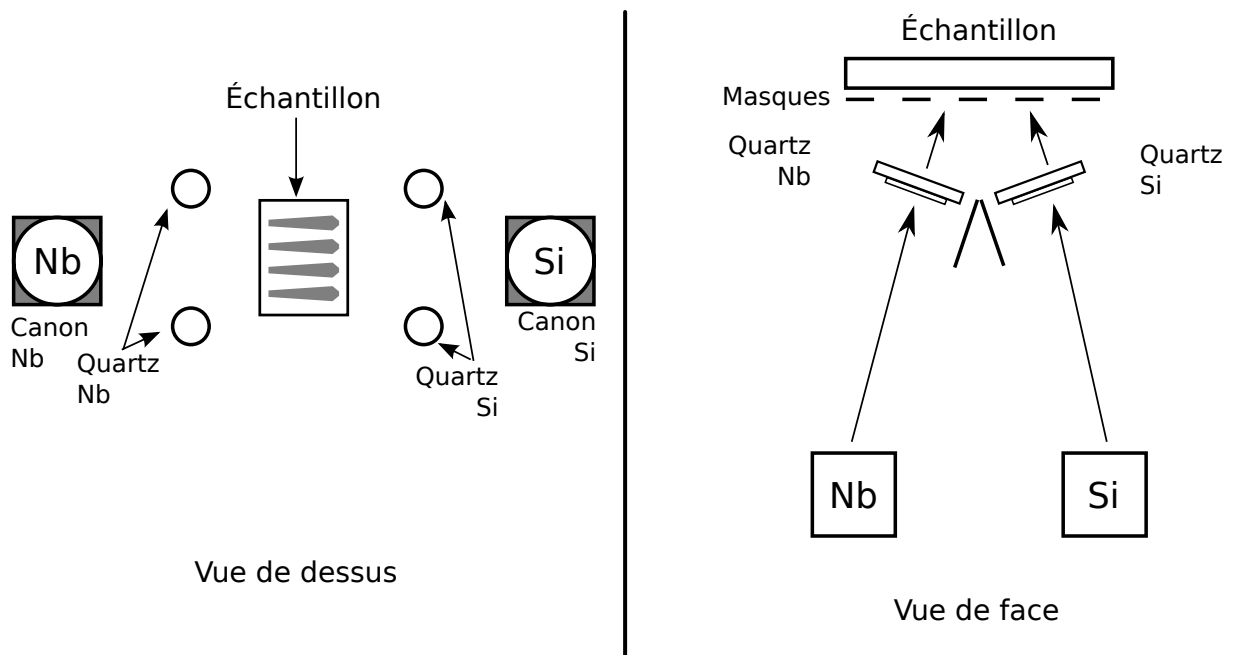 Échantillon
Nb
Si
Canon
Nb
Quartz
Nb
Canon
Si
Quartz
Si
Vue de dessus
Échantillon
Masques
Quartz
Nb
Quartz
Si
Nb
Si
Vue de face